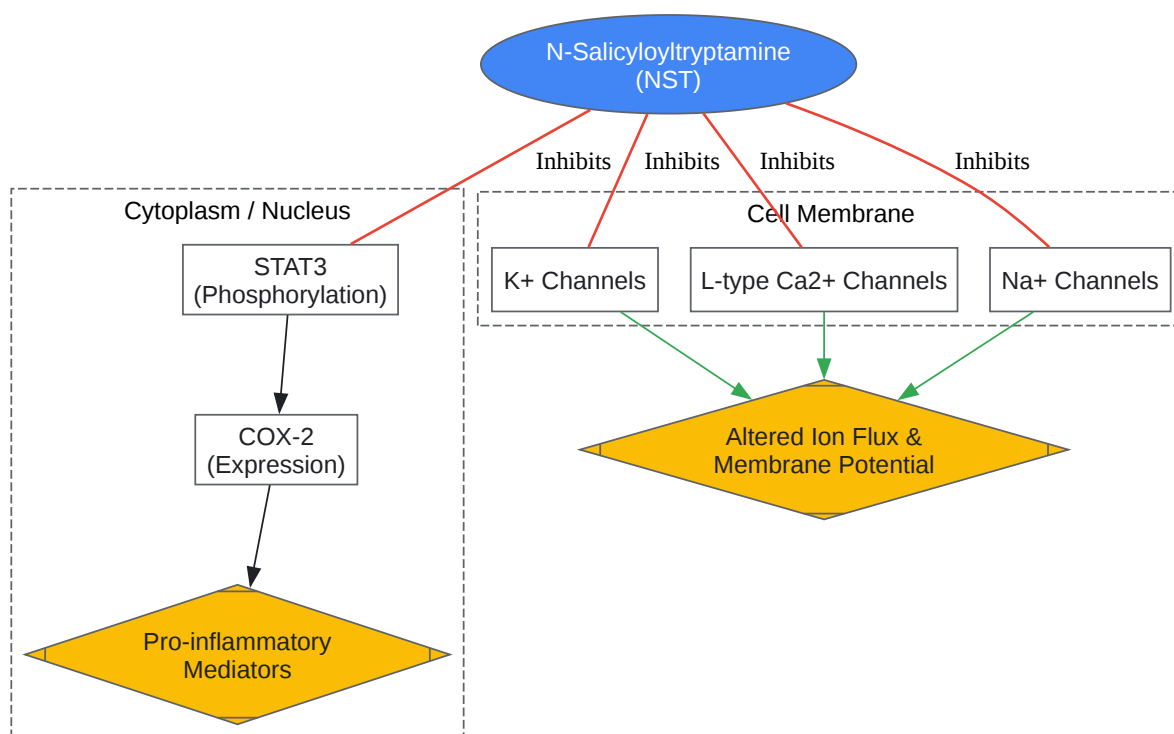 N-Salicyloyltryptamine
(NST)
Inhibits
Inhibits
Inhibits
Inhibits
Cytoplasm / Nucleus
Cell Membrane
STAT3
(Phosphorylation)
K+ Channels
L-type Ca2+ Channels
Na+ Channels
COX-2
(Expression)
Altered Ion Flux &
Membrane Potential
Pro-inflammatory
Mediators